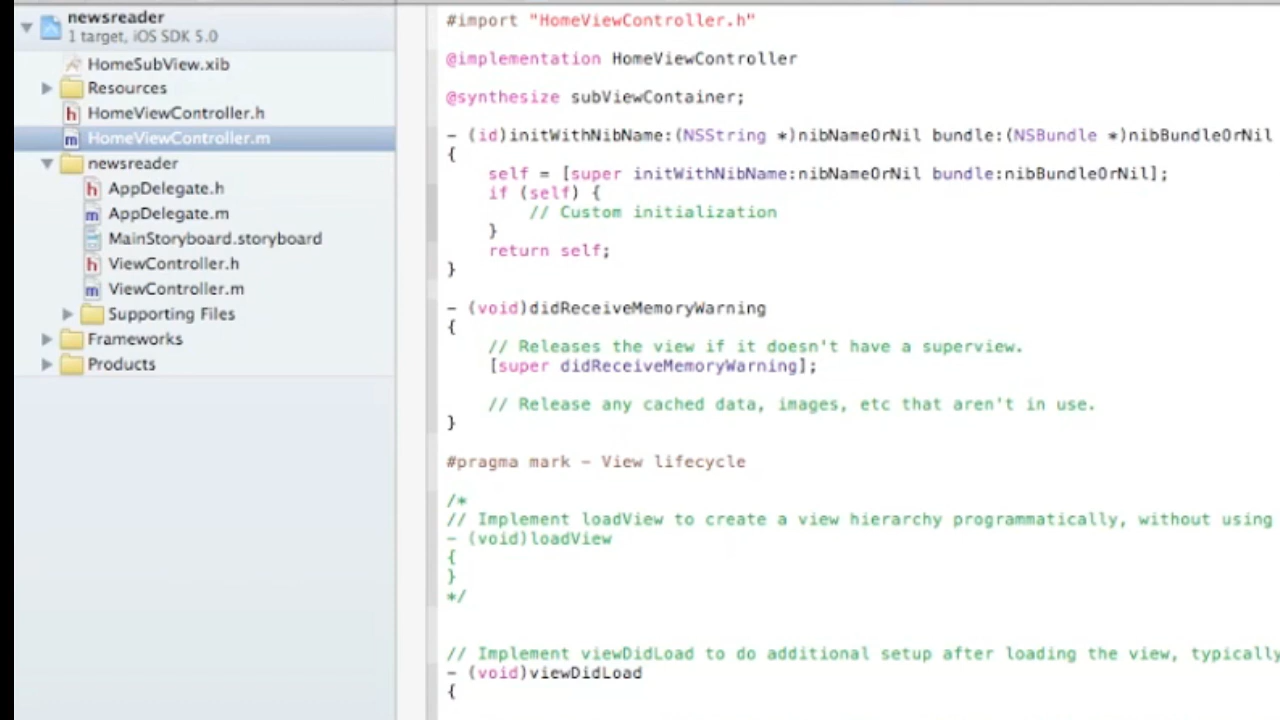 newsreader
1 target, iOS SDK 5.0
HomeSubView.xib
Resources
HomeViewController.h
HomeViewController.m
newsreader
AppDelegate.h
AppDelegate.m
MainStoryboard.storyboard
ViewController.h
ViewController.m
Supporting Files
Frameworks
Products
#import "HomeViewController.h"
@implementation HomeViewController
@synthesize subViewContainer;
- (id)initWithNibName:(NSString *)nibNameOrNil bundle:(NSBundle *)nibBundleOrNil
{
self = [super initWithNibName:nibNameOrNil bundle:nibBundleOrNil];
if (self) {
// Custom initialization
}
return self;
}
- (void)didReceiveMemoryWarning
{
// Releases the view if it doesn't have a superview.
[super didReceiveMemoryWarning];
// Release any cached data, images, etc that aren't in use.
}
#pragma mark - View lifecycle
/*
// Implement loadView to create a view hierarchy programmatically, without using
- (void)loadView
{
}
*/
// Implement viewDidLoad to do additional setup after loading the view, typically
- (void)viewDidLoad
{